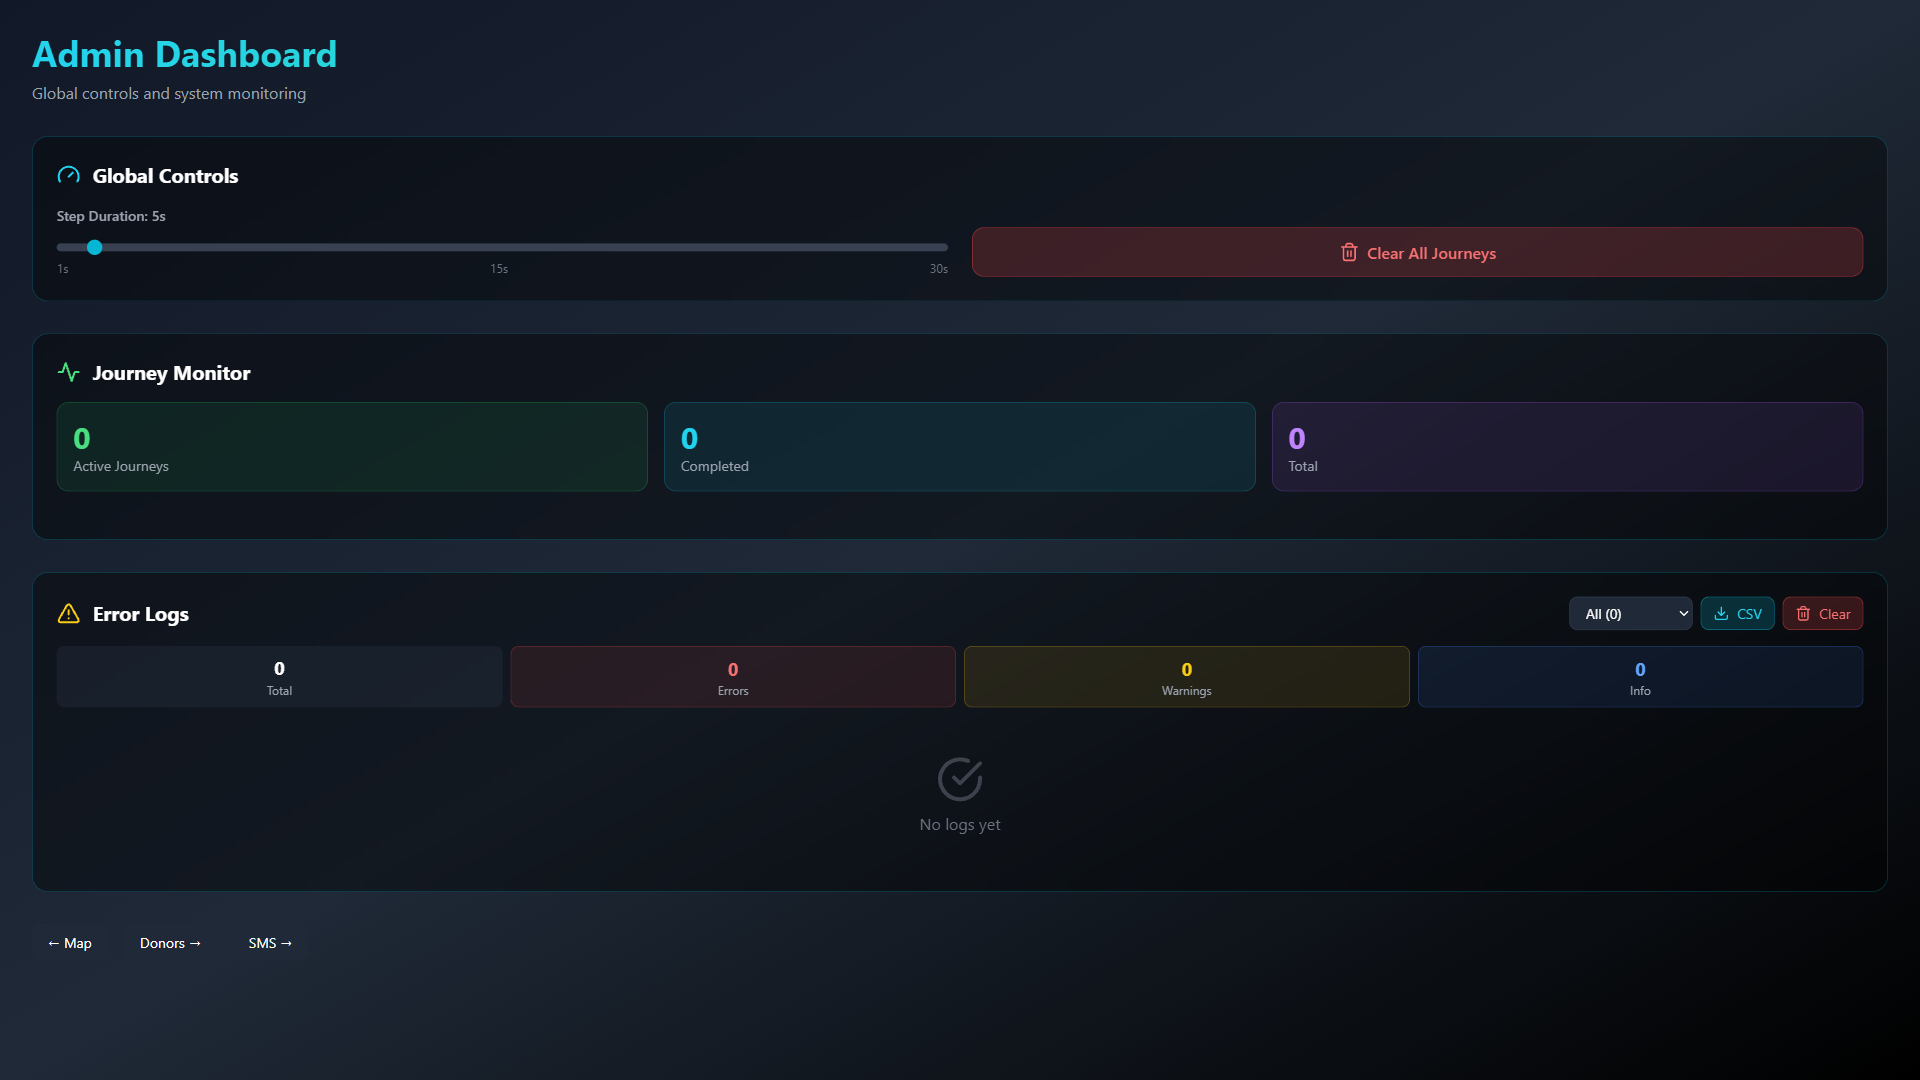 Admin Dashboard
Global controls and system monitoring
Global Controls
Step Duration: 5s
1s 15s 30s
Clear All Journeys
Journey Monitor
0
Active Journeys
0
Completed
0
Total
Error Logs
All (0)
CSV
Clear
0
Total
0
Errors
0
Warnings
0
Info
No logs yet
← Map
Donors →
SMS →